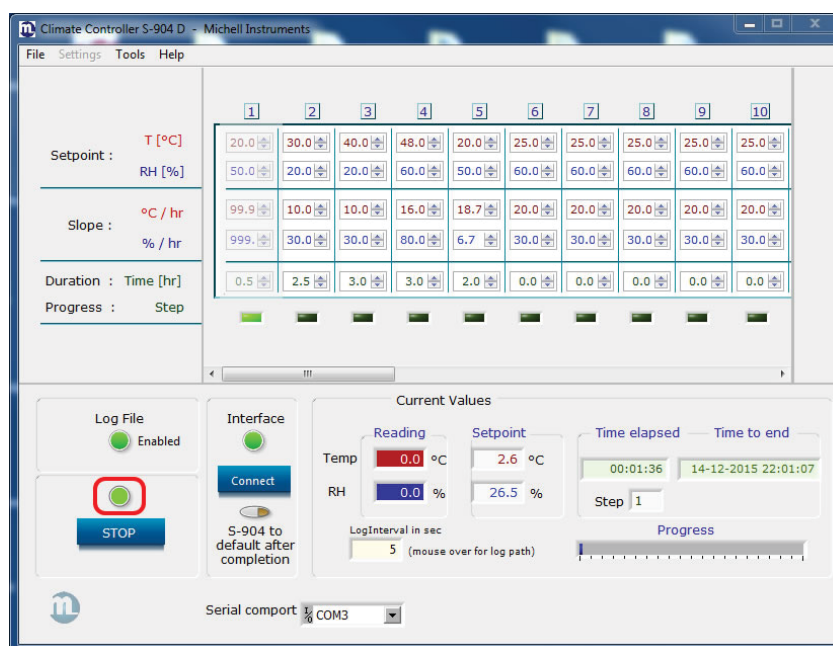 Climate Controller S-904 D - Michell Instruments
File Settings Tools Help
1 2 3 4 5 6 7 8 9 10
Setpoint :
T [°C] 20.0 30.0 40.0 48.0 20.0 25.0 25.0 25.0 25.0 25.0
RH [%] 50.0 20.0 20.0 60.0 50.0 60.0 60.0 60.0 60.0 60.0
Slope :
°C / hr 99.9 10.0 10.0 16.0 18.7 20.0 20.0 20.0 20.0 20.0
% / hr 999. 30.0 30.0 80.0 6.7 30.0 30.0 30.0 30.0 30.0
Duration : Time [hr] 0.5 2.5 3.0 3.0 2.0 0.0 0.0 0.0 0.0 0.0
Progress : Step
Log File
Enabled
STOP
Interface
Connect
S-904 to
default after
completion
Current Values
Reading Setpoint
Temp 0.0 °C 2.6 °C
RH 0.0 % 26.5 %
LogInterval in sec
5 (mouse over for log path)
Time elapsed Time to end
00:01:36 14-12-2015 22:01:07
Step 1
Progress
m
Serial comport I/O COM3